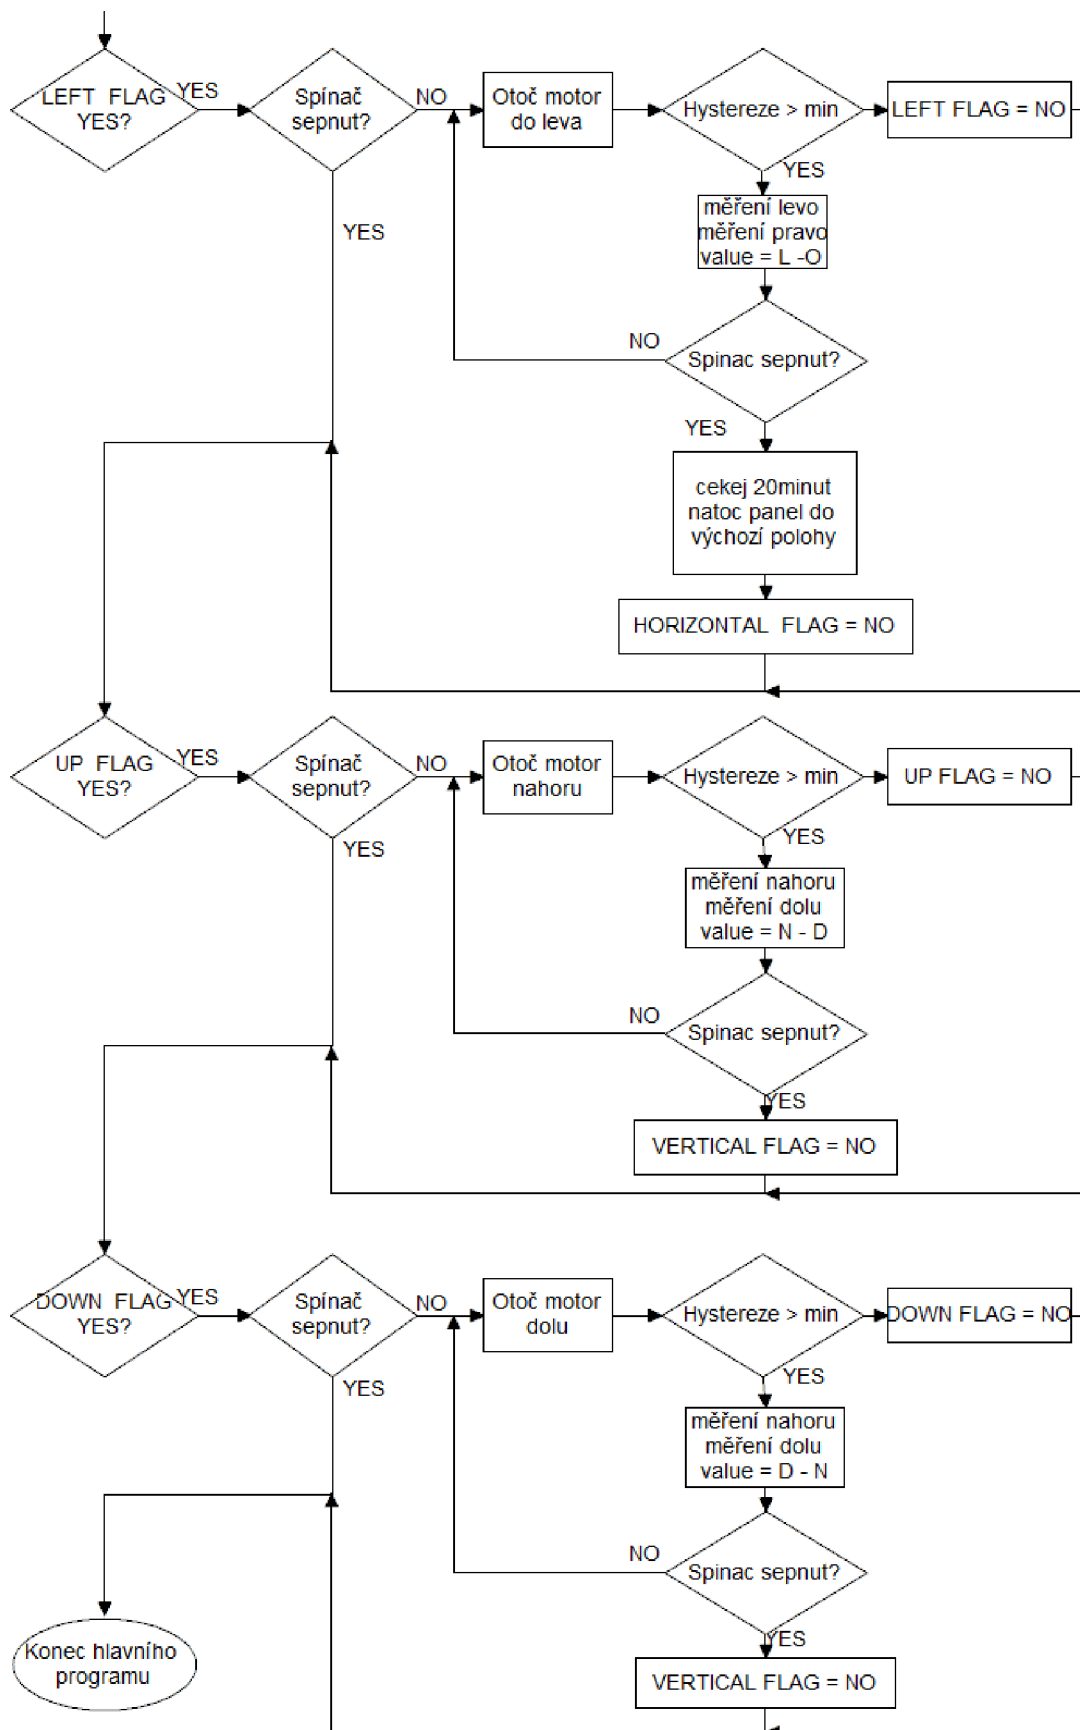 LEFT FLAG
YES?
YES
Spínač
sepnut?
NO
Otoč motor
do leva
Hystereze > min
LEFT FLAG = NO
YES
měření levo
měření pravo
value = L -O
YES
NO
Spinac sepnut?
YES
cekej 20minut
natoc panel do
výchozí polohy
HORIZONTAL FLAG = NO
UP FLAG
YES?
YES
Spínač
sepnut?
NO
Otoč motor
nahoru
Hystereze > min
UP FLAG = NO
YES
YES
měření nahoru
měření dolu
value = N - D
NO
Spinac sepnut?
YES
VERTICAL FLAG = NO
DOWN FLAG
YES?
YES
Spínač
sepnut?
NO
Otoč motor
dolu
Hystereze > min
DOWN FLAG = NO
YES
YES
měření nahoru
měření dolu
value = D - N
NO
Spinac sepnut?
YES
Konec hlavního
programu
VERTICAL FLAG = NO